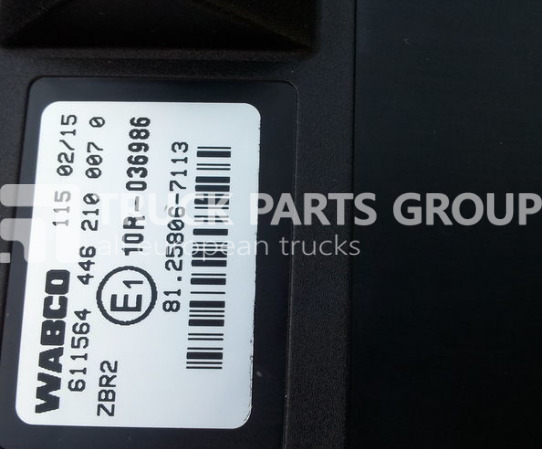 WABCO 115 02/15
611564 446 210 007 0
E1 10R-036986
81.25806-7113
ZBR2
TRUCK PARTS GROUP
all european trucks